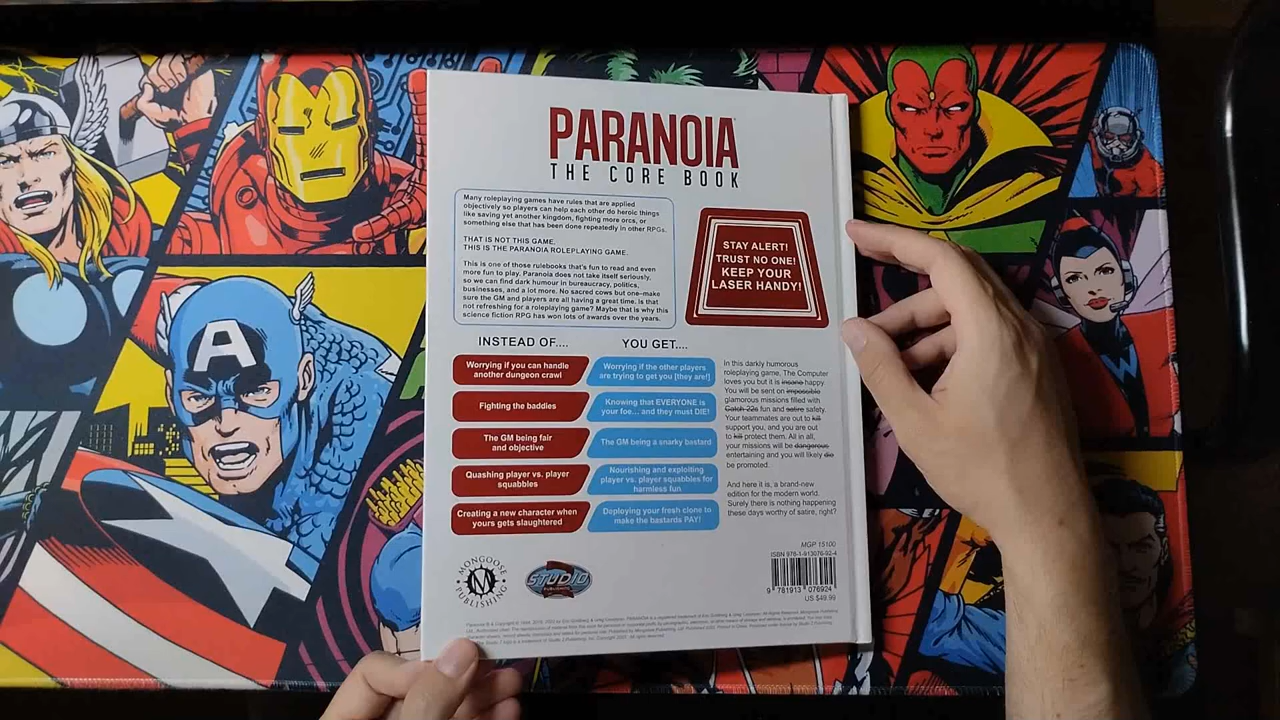 PARANOIA
THE CORE BOOK
Many roleplaying games have rules that are applied
objectively so players can help each other do heroic things
like saving yet another kingdom, fighting more orcs, or
something else that has been done repeatedly in other RPGs.
THAT IS NOT THIS GAME.
THIS IS THE PARANOIA ROLEPLAYING GAME.
This is one of those rulebooks that's fun to read and even
more fun to play. Paranoia does not take itself seriously,
so we can find dark humour in bureaucracy, politics,
businesses, and a lot more. No sacred cows but one–make
sure the GM and players are all having a great time. Is that
not refreshing for a roleplaying game? Maybe that is why this
science fiction RPG has won lots of awards over the years.
STAY ALERT!
TRUST NO ONE!
KEEP YOUR
LASER HANDY!
INSTEAD OF....
YOU GET....
Worrying if you can handle
another dungeon crawl
Worrying if the other players
are trying to get you [they are!]
Fighting the baddies
Knowing that EVERYONE is
your foe... and they must DIE!
The GM being fair
and objective
The GM being a snarky bastard
Quashing player vs. player
squabbles
Nourishing and exploiting
player vs. player squabbles for
harmless fun
Creating a new character when
yours gets slaughtered
Deploying your fresh clone to
make the bastards PAY!
In this darkly humorous
roleplaying game, The Computer
loves you but it is insane happy
You will be sent on impossible
glamorous missions filled with
Catch-22s fun and satire safety.
Your teammates are out to kill
support you, and you are out
to kill protect them. All in all,
your missions will be dangerous
entertaining and you will likely die
be promoted.
And here it is, a brand-new
edition for the modern world.
Surely there is nothing happening
these days worthy of satire, right?
MGP 15100
ISBN 978-1-913076-92-4
9 781913 076924
US $49.99
MONGOOSE
M
PUBLISHING
STUDIO
2
PUBLISHING
A